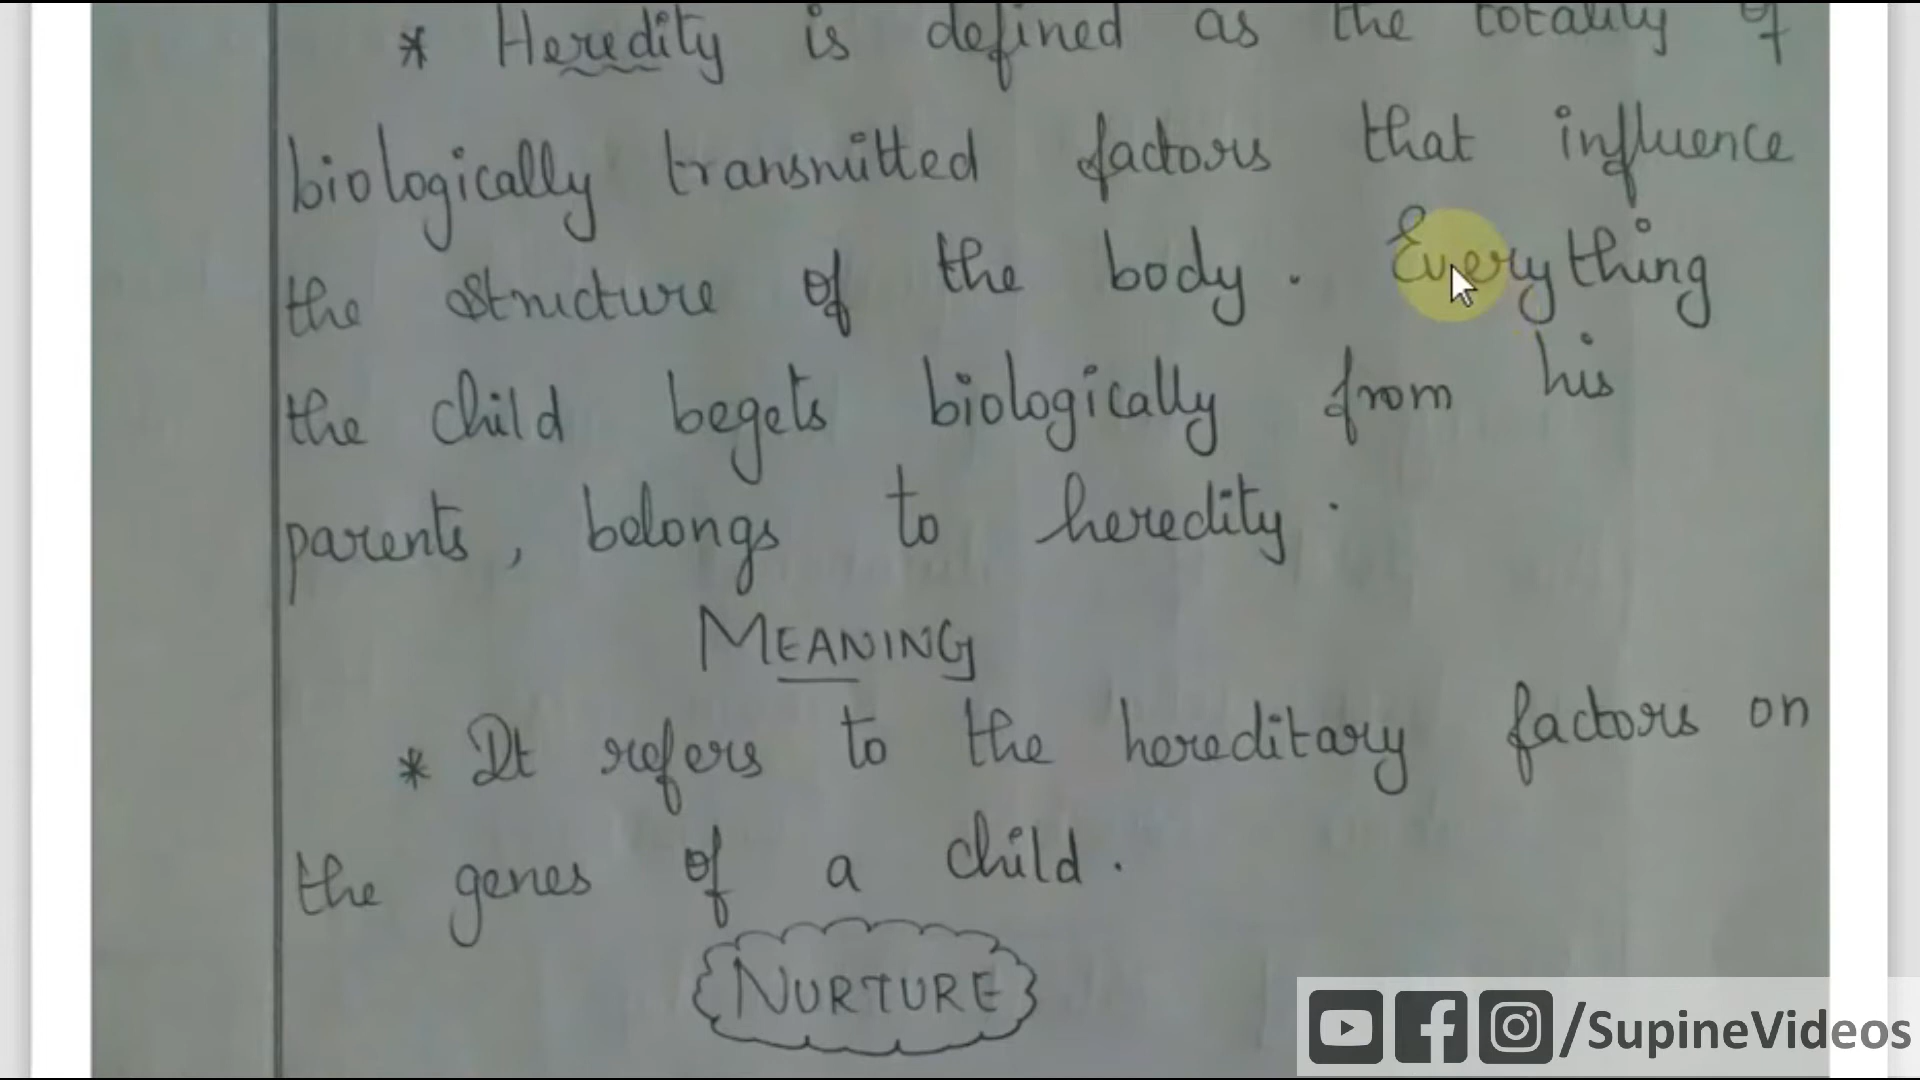 * Heredity is defined as the totality of
biologically transmitted factors that influence
the structure of the body. Everything
the child begets biologically from his
parents, belongs to heredity.
MEANING
* It refers to the hereditary factors on
the genes of a child.
NURTURE
/SupineVideos